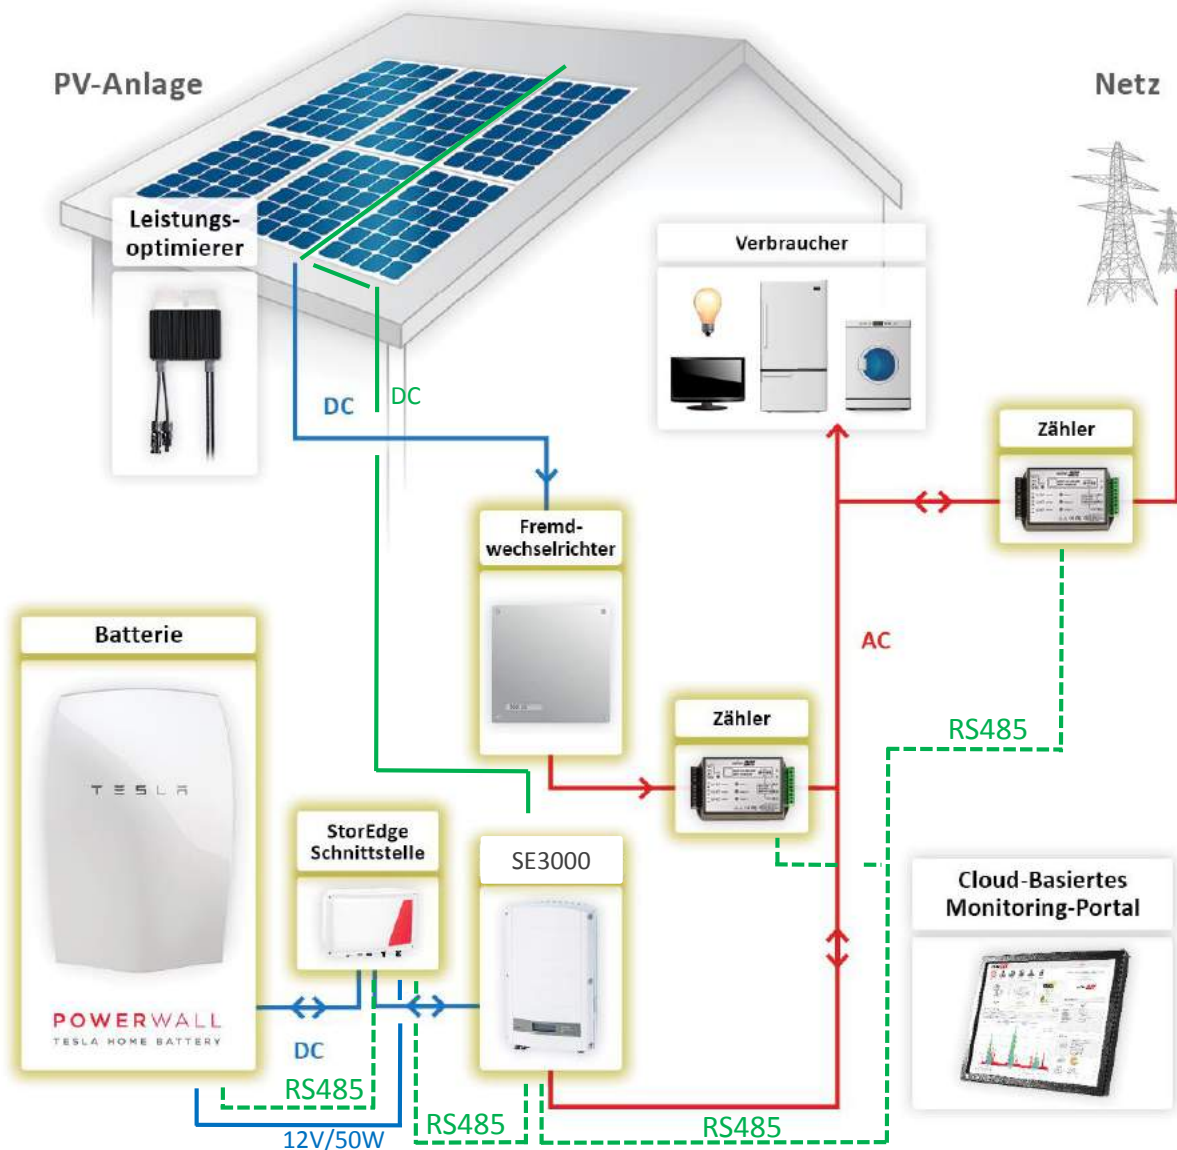 PV-Anlage
Netz
Leistungs-
optimierer
Verbraucher
DC
DC
Zähler
Fremd-
wechselrichter
Batterie
AC
Zähler
RS485
TESLA
StorEdge
Schnittstelle
SE3000
Cloud-Basiertes
Monitoring-Portal
POWERWALL
TESLA HOME BATTERY
DC
RS485
RS485
RS485
12V/50W